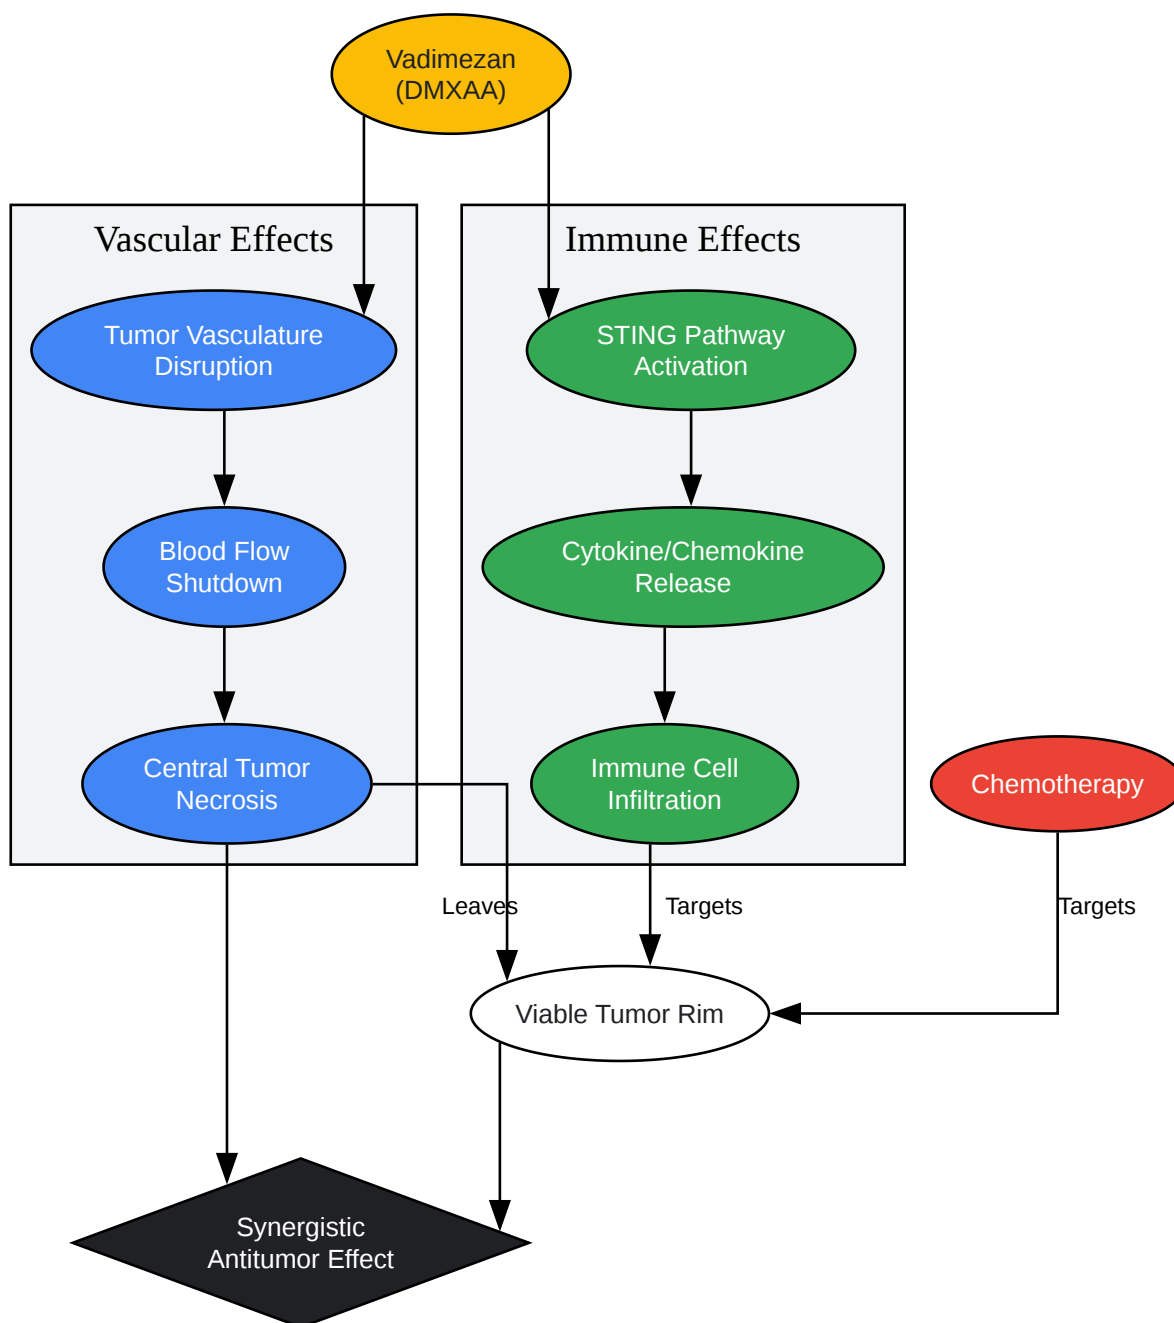 Vadimezan
(DMXAA)
Vascular Effects
Immune Effects
Tumor Vasculature
Disruption
STING Pathway
Activation
Blood Flow
Shutdown
Cytokine/Chemokine
Release
Central Tumor
Necrosis
Immune Cell
Infiltration
Chemotherapy
Leaves
Targets
Targets
Viable Tumor Rim
Synergistic
Antitumor Effect